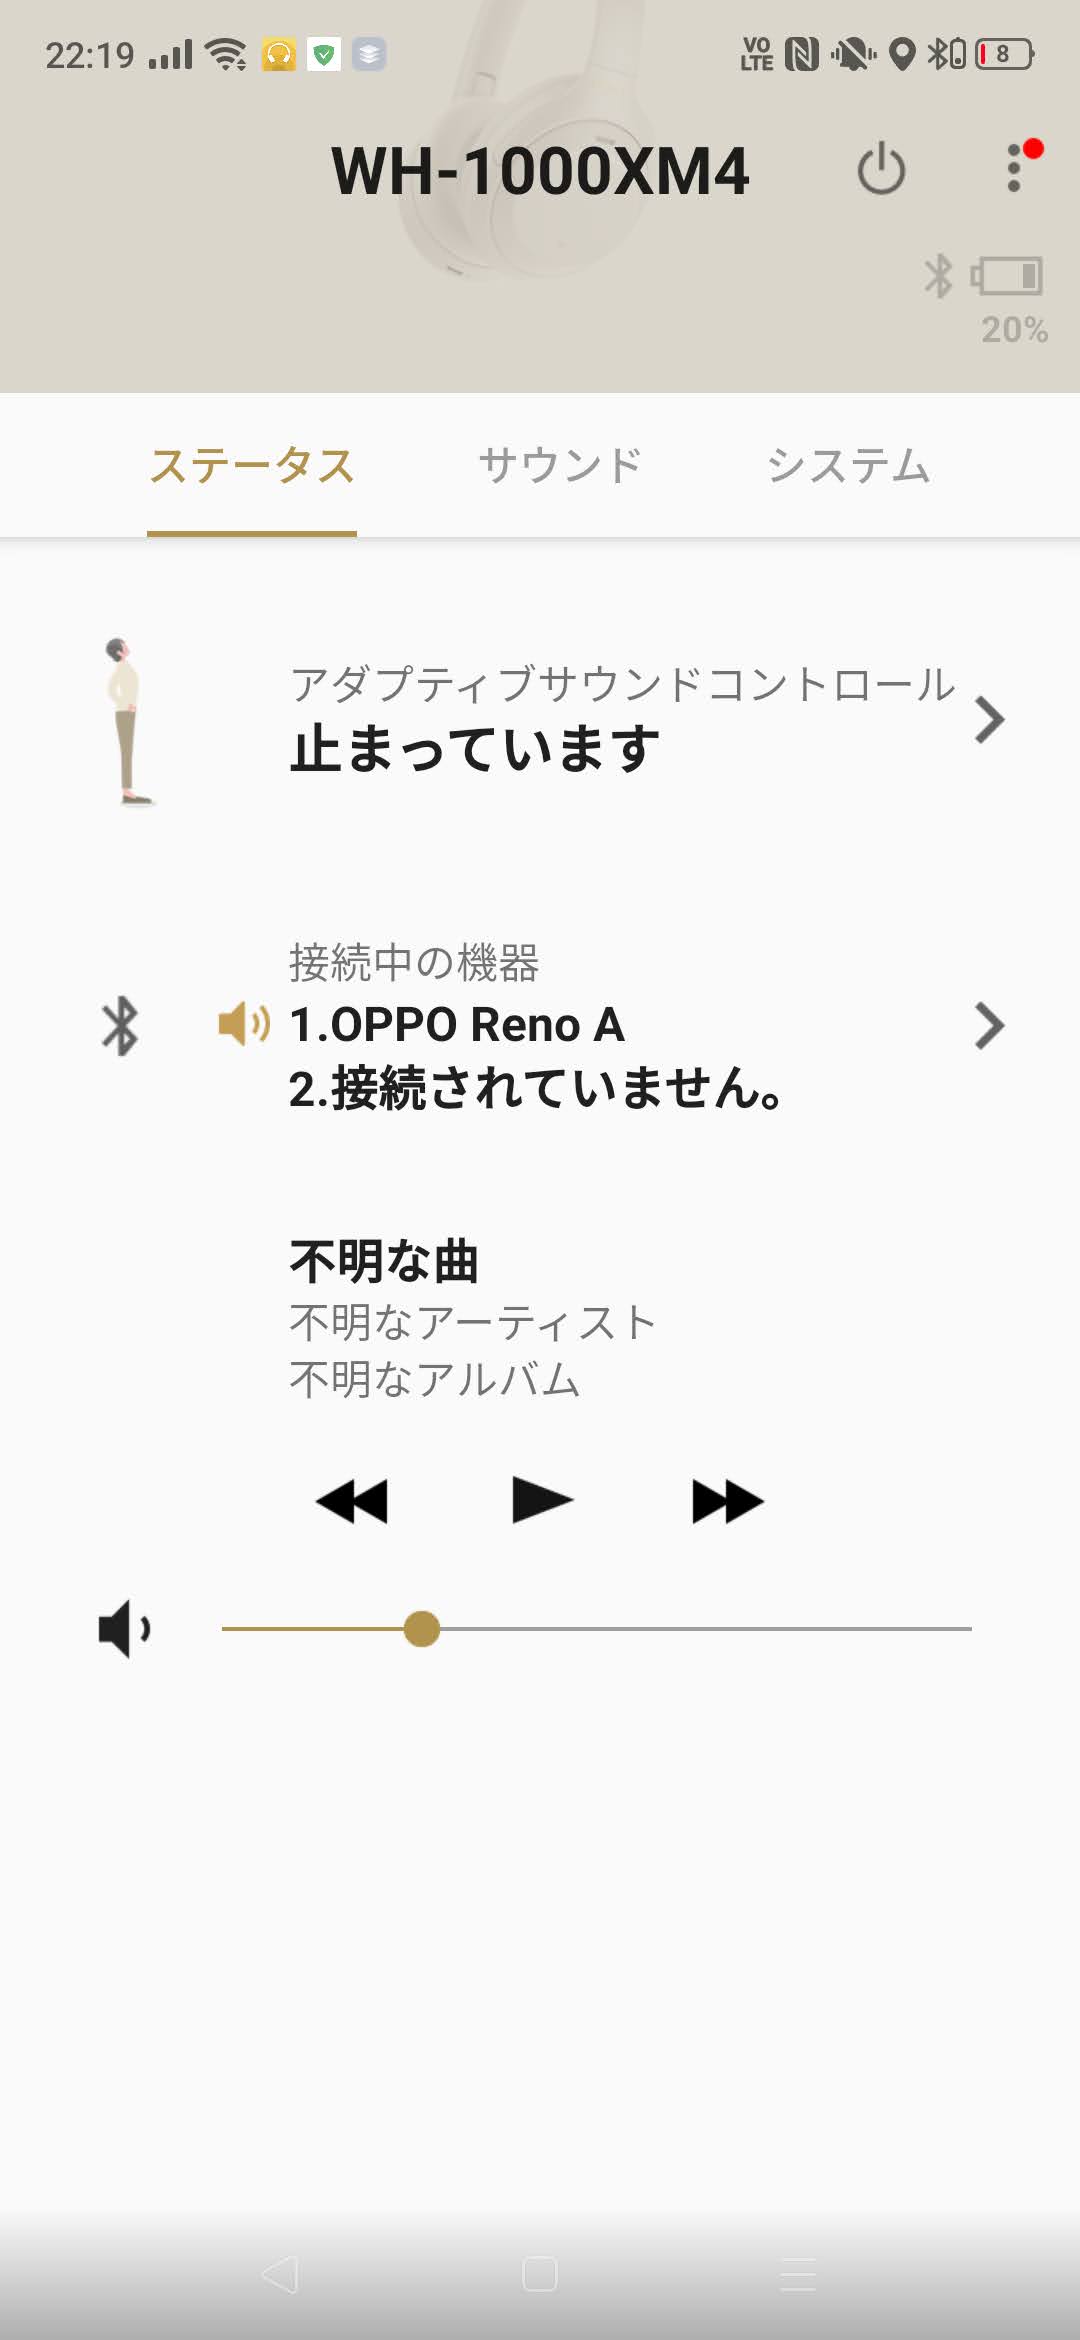 22:19 VO LTE 8
WH-1000XM4
20%
ステータス サウンド システム
アダプティブサウンドコントロール
止まっています
接続中の機器
1.OPPO Reno A
2.接続されていません。
不明な曲
不明なアーティスト
不明なアルバム